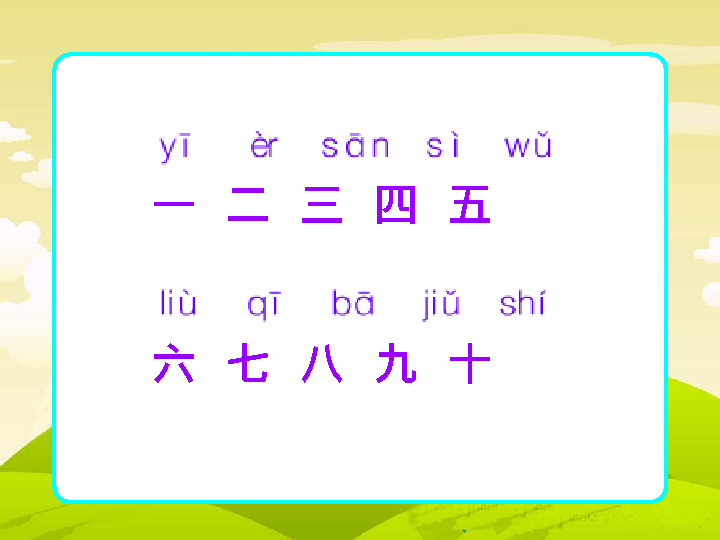 yī èr sān sì wǔ
一 二 三 四 五
liù qī bā jiǔ shí
六 七 八 九 十